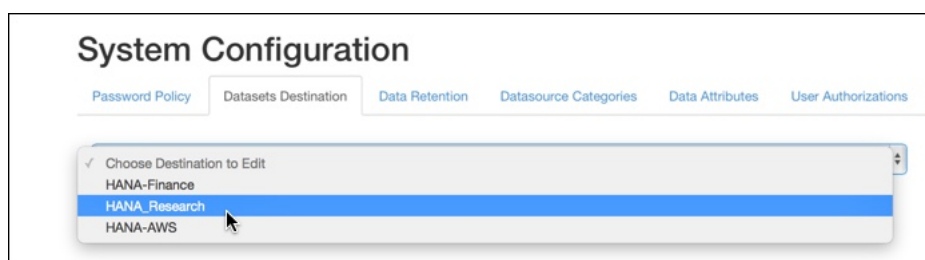 System Configuration
Password Policy Datasets Destination Data Retention Datasource Categories Data Attributes User Authorizations
✓ Choose Destination to Edit
HANA-Finance
HANA_Research
HANA-AWS